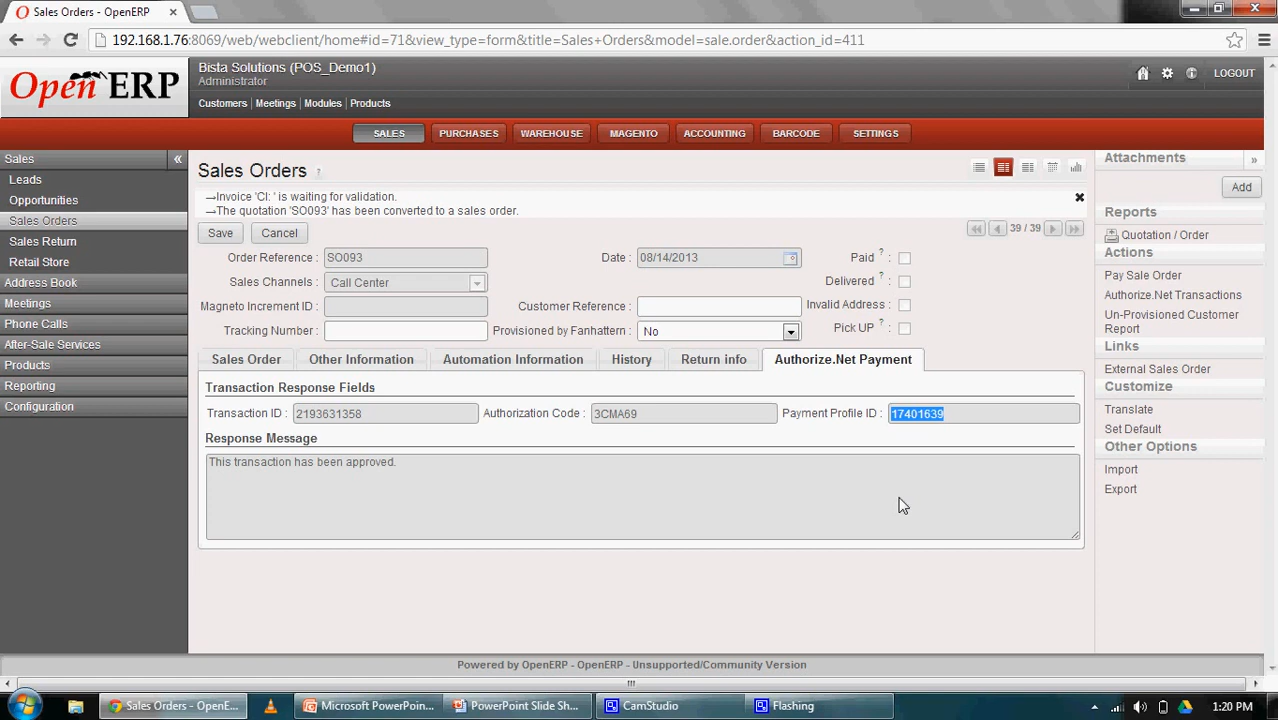 Sales Orders - OpenERP
192.168.1.76:8069/web/webclient/home#id=71&view_type=form&title=Sales+Orders&model=sale.order&action_id=411
Open ERP
Bista Solutions (POS_Demo1)
Administrator
LOGOUT
Customers | Meetings | Modules | Products
SALES PURCHASES WAREHOUSE MAGENTO ACCOUNTING BARCODE SETTINGS
Sales «
Leads
Opportunities
Sales Orders
Sales Return
Retail Store
Address Book
Meetings
Phone Calls
After-Sale Services
Products
Reporting
Configuration
Sales Orders ?
→Invoice 'CI: ' is waiting for validation.
→The quotation 'SO093' has been converted to a sales order.
Save Cancel 39 / 39
Order Reference : SO093 Date : 08/14/2013 Paid ? :
Sales Channels : Call Center Delivered ? :
Magneto Increment ID : Customer Reference : Invalid Address :
Tracking Number : Provisioned by Fanhattern : No Pick UP ? :
Sales Order Other Information Automation Information History Return info Authorize.Net Payment
Transaction Response Fields
Transaction ID : 2193631358 Authorization Code : 3CMA69 Payment Profile ID : 17401639
Response Message
This transaction has been approved.
Attachments »
Add
Reports
Quotation / Order
Actions
Pay Sale Order
Authorize.Net Transactions
Un-Provisioned Customer
Report
Links
External Sales Order
Customize
Translate
Set Default
Other Options
Import
Export
Powered by OpenERP - OpenERP - Unsupported/Community Version
Sales Orders - OpenE... Microsoft PowerPoin... PowerPoint Slide Sh... CamStudio Flashing 1:20 PM